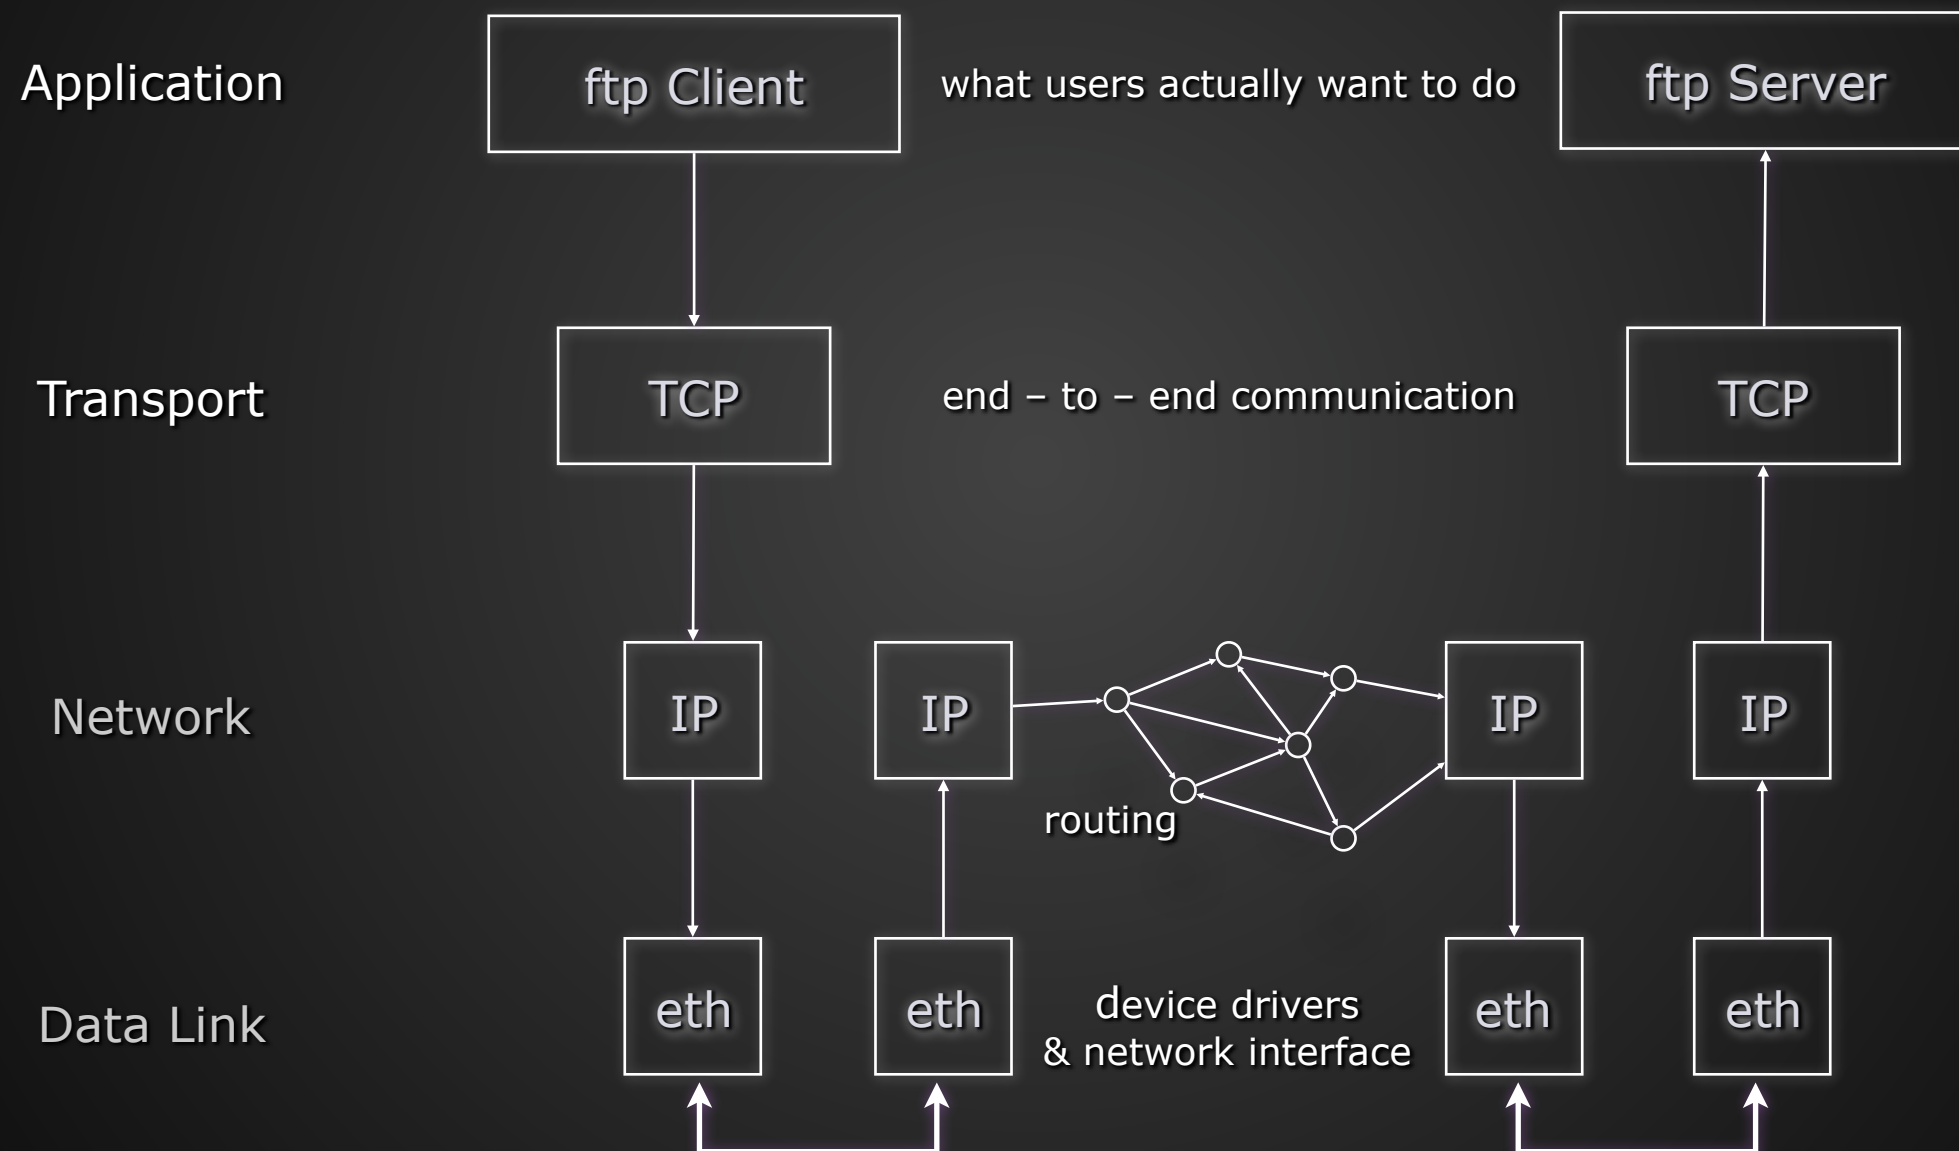 Application
ftp Client
what users actually want to do
ftp Server
Transport
TCP
end – to – end communication
TCP
Network
IP
IP
routing
IP
IP
Data Link
eth
eth
device drivers
& network interface
eth
eth